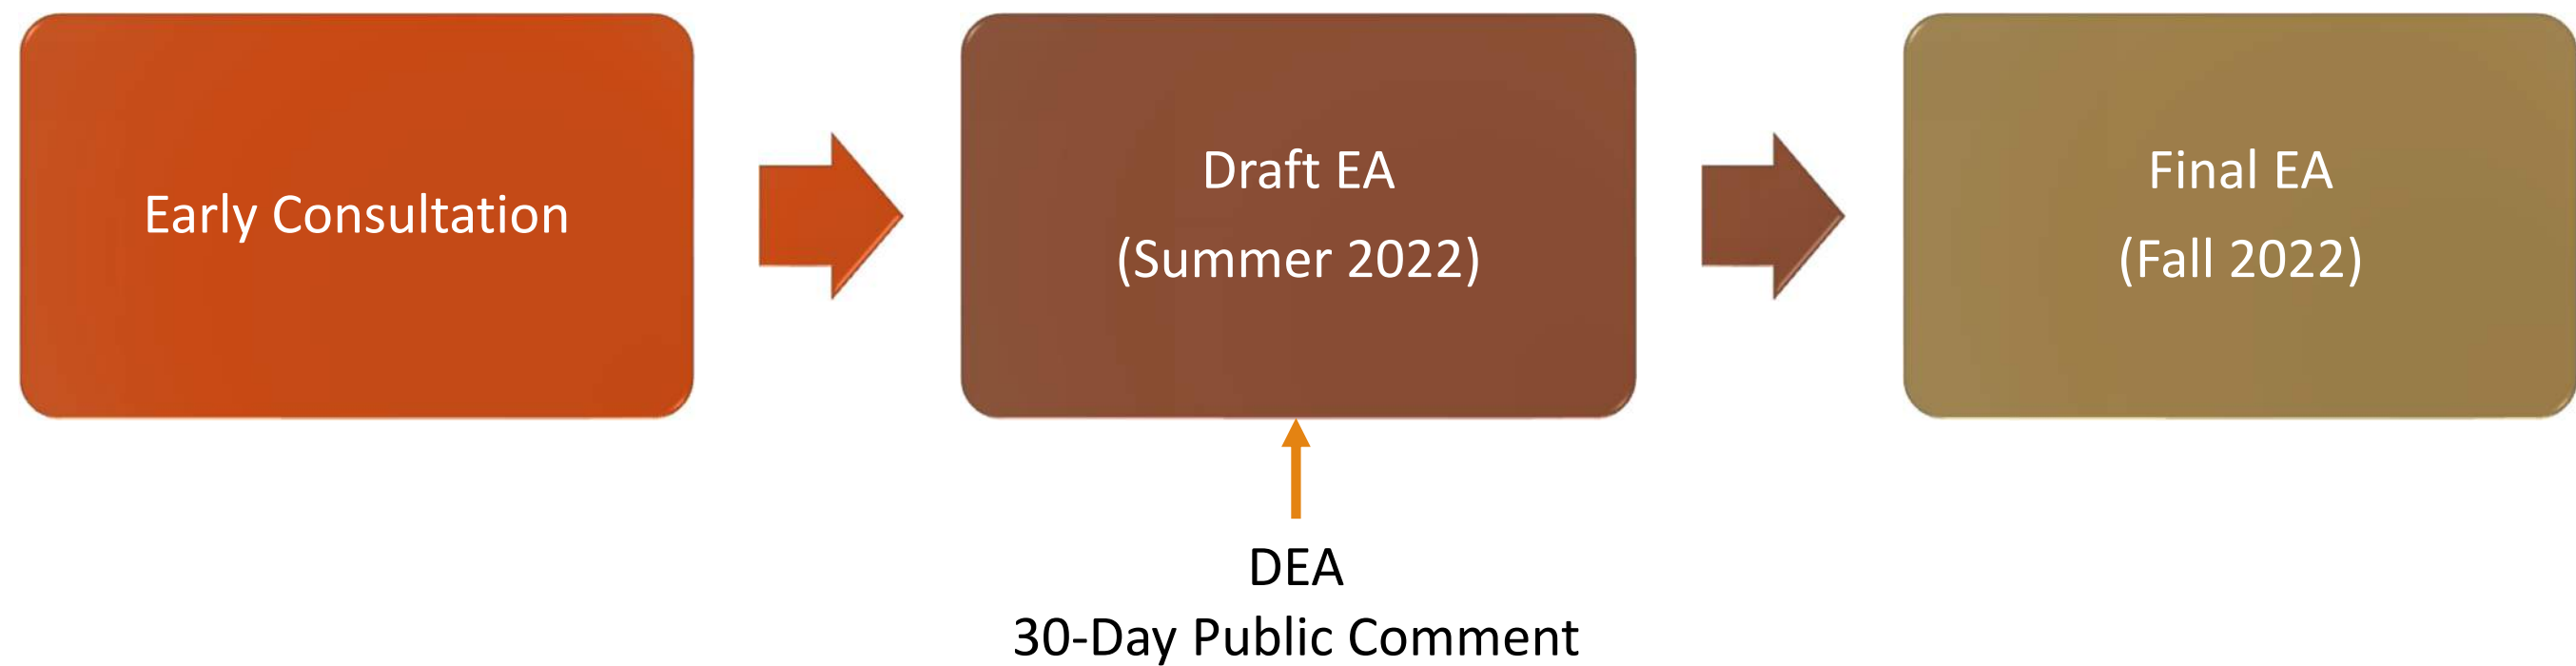 Early Consultation
Draft EA
(Summer 2022)
Final EA
(Fall 2022)
DEA
30-Day Public Comment